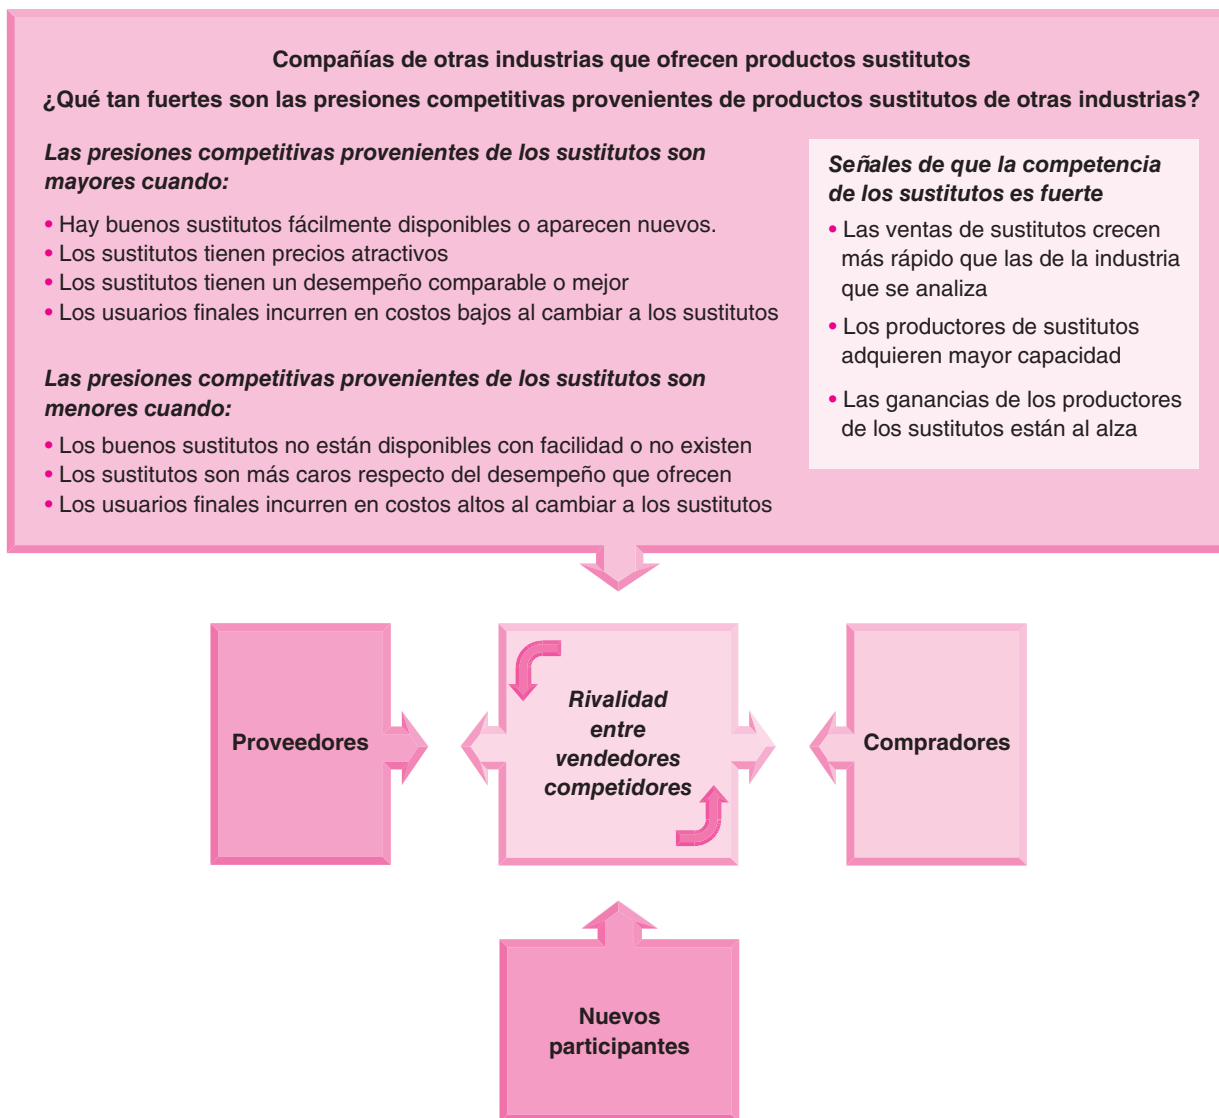 Compañías de otras industrias que ofrecen productos sustitutos
¿Qué tan fuertes son las presiones competitivas provenientes de productos sustitutos de otras industrias?
Las presiones competitivas provenientes de los sustitutos son
mayores cuando:
• Hay buenos sustitutos fácilmente disponibles o aparecen nuevos.
• Los sustitutos tienen precios atractivos
• Los sustitutos tienen un desempeño comparable o mejor
• Los usuarios finales incurren en costos bajos al cambiar a los sustitutos
Las presiones competitivas provenientes de los sustitutos son
menores cuando:
• Los buenos sustitutos no están disponibles con facilidad o no existen
• Los sustitutos son más caros respecto del desempeño que ofrecen
• Los usuarios finales incurren en costos altos al cambiar a los sustitutos
Señales de que la competencia
de los sustitutos es fuerte
• Las ventas de sustitutos crecen
más rápido que las de la industria
que se analiza
• Los productores de sustitutos
adquieren mayor capacidad
• Las ganancias de los productores
de los sustitutos están al alza
Proveedores
Rivalidad
entre
vendedores
competidores
Compradores
Nuevos
participantes